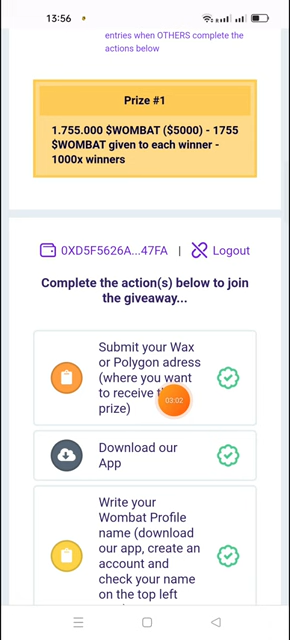 13:56
entries when OTHERS complete the
actions below
Prize #1
1.755.000 $WOMBAT ($5000) - 1755
$WOMBAT given to each winner -
1000x winners
0XD5F5626A...47FA | Logout
Complete the action(s) below to join
the giveaway...
Submit your Wax
or Polygon adress
(where you want
to receive
prize)
03:02
Download our
App
Write your
Wombat Profile
name (download
our app, create an
account and
check your name
on the top left